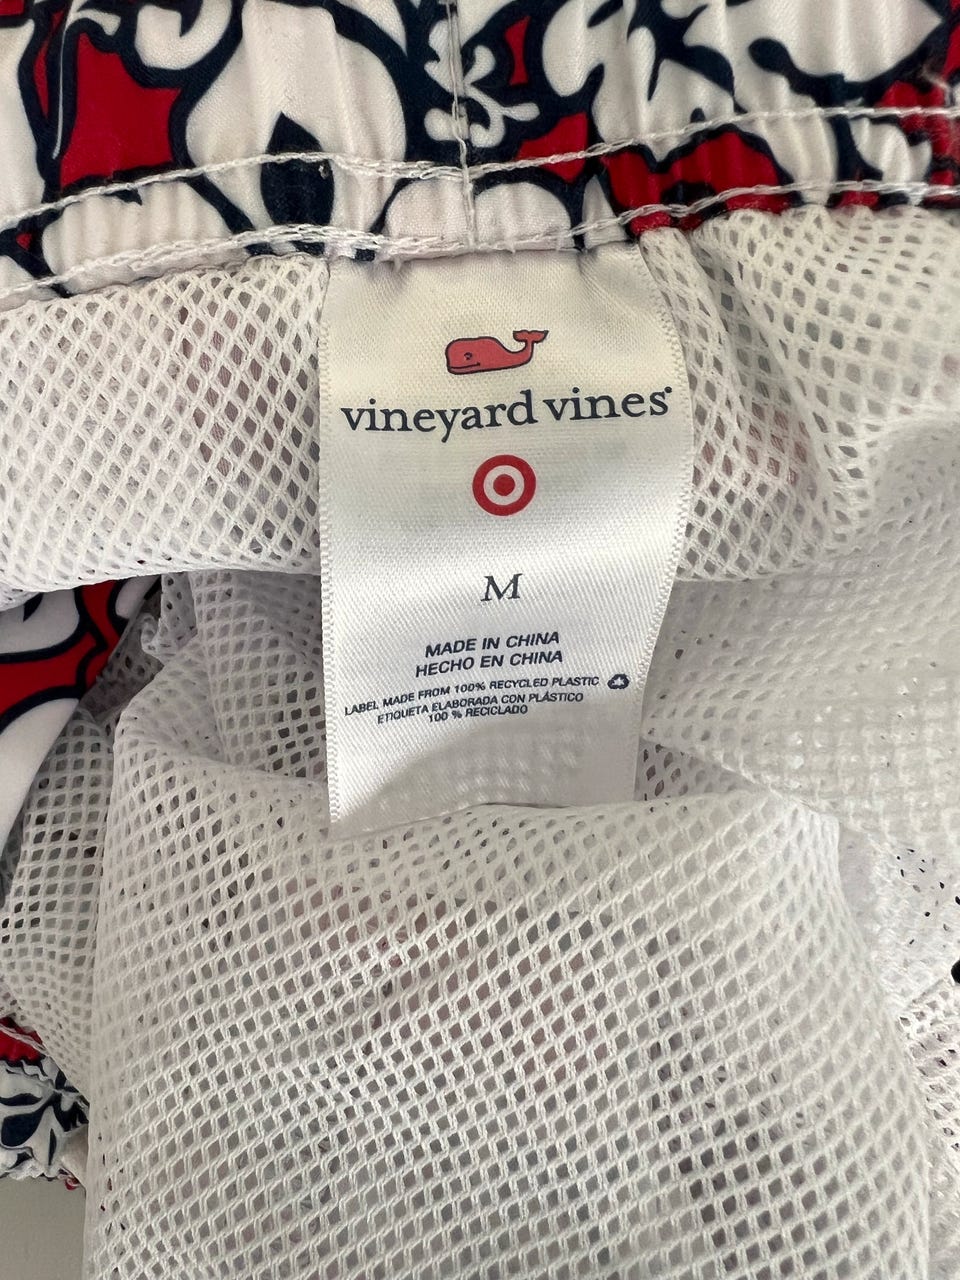 vineyard vines®
M
MADE IN CHINA
HECHO EN CHINA
LABEL MADE FROM 100% RECYCLED PLASTIC
ETIQUETA ELABORADA CON PLÁSTICO
100 % RECICLADO